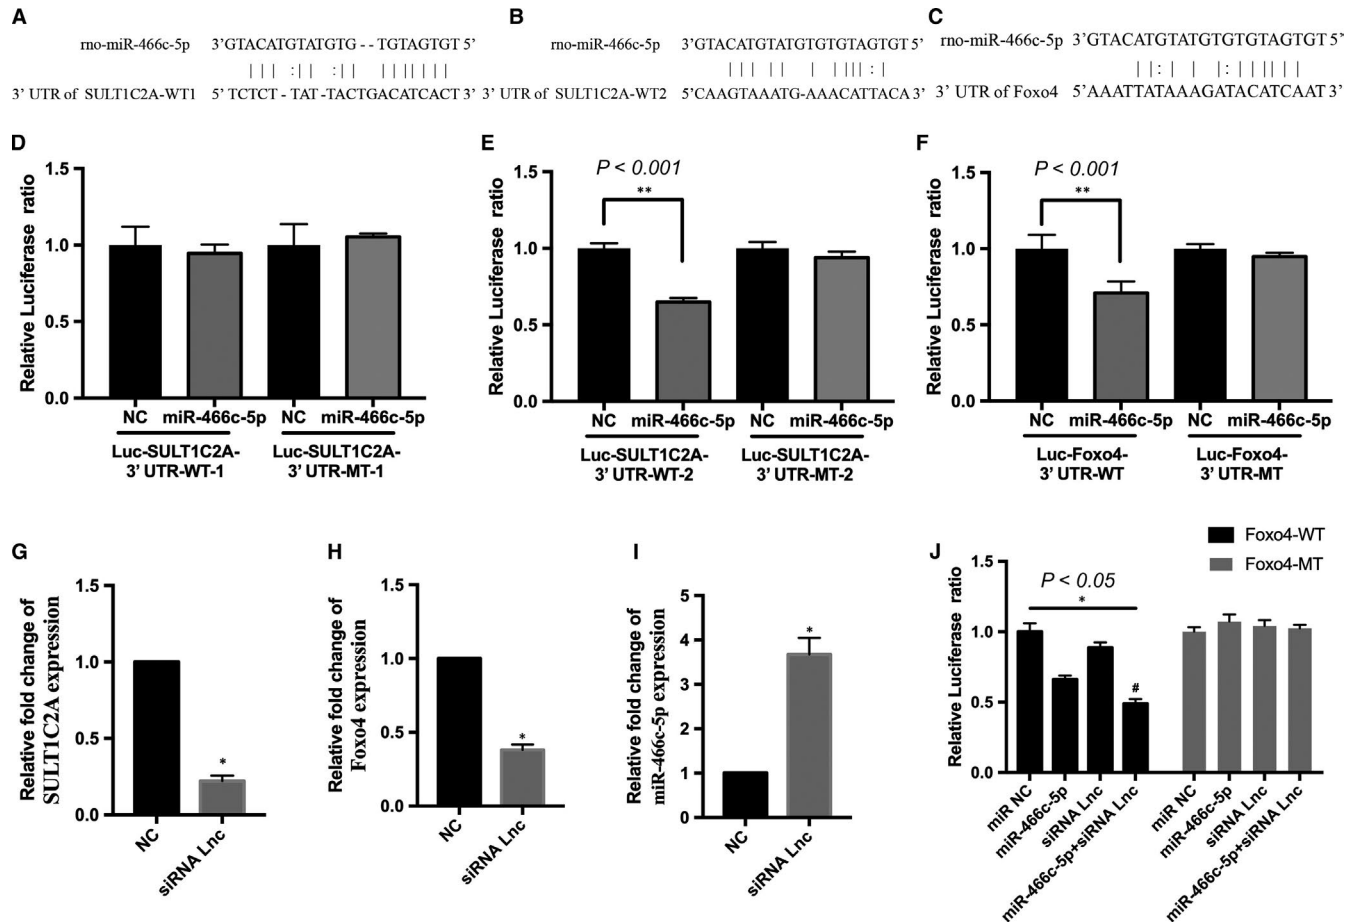 A
rno-miR-466c-5p 3'GTACATGTATGTG - - TGTAGTGT 5'
3' UTR of SULT1C2A-WT1 5' TCTCT - TAT - TACTGACATCACT 3'
B
rno-miR-466c-5p 3'GTACATGTATGTGTGTAGTGT 5'
3' UTR of SULT1C2A-WT2 5'CAAGTAAATG-AAACATTACA 3'
C
rno-miR-466c-5p 3'GTACATGTATGTGTGTAGTGT 5'
3' UTR of Foxo4 5'AAATTATAAAGATACATCAAT 3'
D
Relative Luciferase ratio
1.5
1.0
0.5
0.0
NC miR-466c-5p NC miR-466c-5p
Luc-SULT1C2A-
3' UTR-WT-1
Luc-SULT1C2A-
3' UTR-MT-1
E
Relative Luciferase ratio
1.5
1.0
0.5
0.0
P < 0.001
**
NC miR-466c-5p NC miR-466c-5p
Luc-SULT1C2A-
3' UTR-WT-2
Luc-SULT1C2A-
3' UTR-MT-2
F
Relative Luciferase ratio
1.5
1.0
0.5
0.0
P < 0.001
**
NC miR-466c-5p NC miR-466c-5p
Luc-Foxo4-
3' UTR-WT
Luc-Foxo4-
3' UTR-MT
G
Relative fold change of
SULT1C2A expression
1.5
1.0
0.5
0.0
*
NC
siRNA Lnc
H
Relative fold change of
Foxo4 expression
1.5
1.0
0.5
0.0
*
NC
siRNA Lnc
I
Relative fold change of
miR-466c-5p expression
5
4
3
2
1
0
*
NC
siRNA Lnc
J
Foxo4-WT
Foxo4-MT
Relative Luciferase ratio
1.5
1.0
0.5
0.0
P < 0.05
*
#
miR NC
miR-466c-5p
siRNA Lnc
miR-466c-5p+siRNA Lnc
miR NC
miR-466c-5p
siRNA Lnc
miR-466c-5p+siRNA Lnc